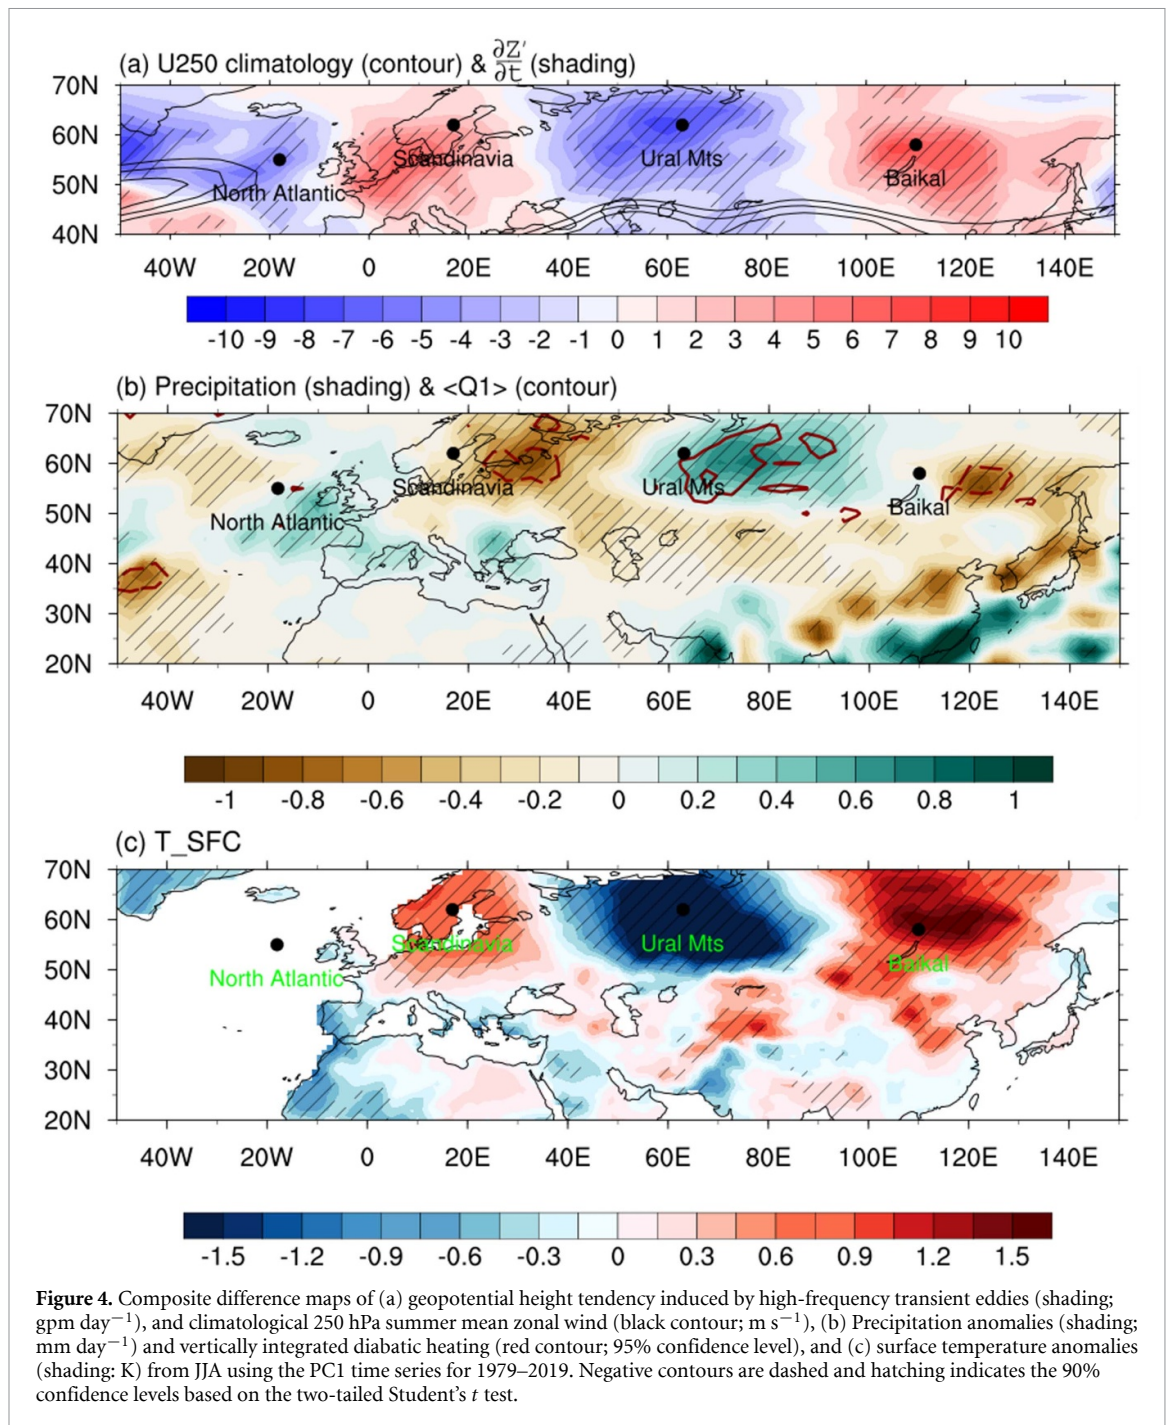 (a) U250 climatology (contour) & ∂Z′/∂t (shading)
70N
60N
50N
40N
North Atlantic
Scandinavia
Ural Mts
Baikal
40W 20W 0 20E 40E 60E 80E 100E 120E 140E
-10 -9 -8 -7 -6 -5 -4 -3 -2 -1 0 1 2 3 4 5 6 7 8 9 10
(b) Precipitation (shading) & <Q1> (contour)
70N
60N
50N
40N
30N
20N
North Atlantic
Scandinavia
Ural Mts
Baikal
40W 20W 0 20E 40E 60E 80E 100E 120E 140E
-1 -0.8 -0.6 -0.4 -0.2 0 0.2 0.4 0.6 0.8 1
(c) T_SFC
70N
60N
50N
40N
30N
20N
North Atlantic
Scandinavia
Ural Mts
Baikal
40W 20W 0 20E 40E 60E 80E 100E 120E 140E
-1.5 -1.2 -0.9 -0.6 -0.3 0 0.3 0.6 0.9 1.2 1.5
Figure 4. Composite difference maps of (a) geopotential height tendency induced by high-frequency transient eddies (shading;
gpm day⁻¹), and climatological 250 hPa summer mean zonal wind (black contour; m s⁻¹), (b) Precipitation anomalies (shading;
mm day⁻¹) and vertically integrated diabatic heating (red contour; 95% confidence level), and (c) surface temperature anomalies
(shading: K) from JJA using the PC1 time series for 1979–2019. Negative contours are dashed and hatching indicates the 90%
confidence levels based on the two-tailed Student's t test.